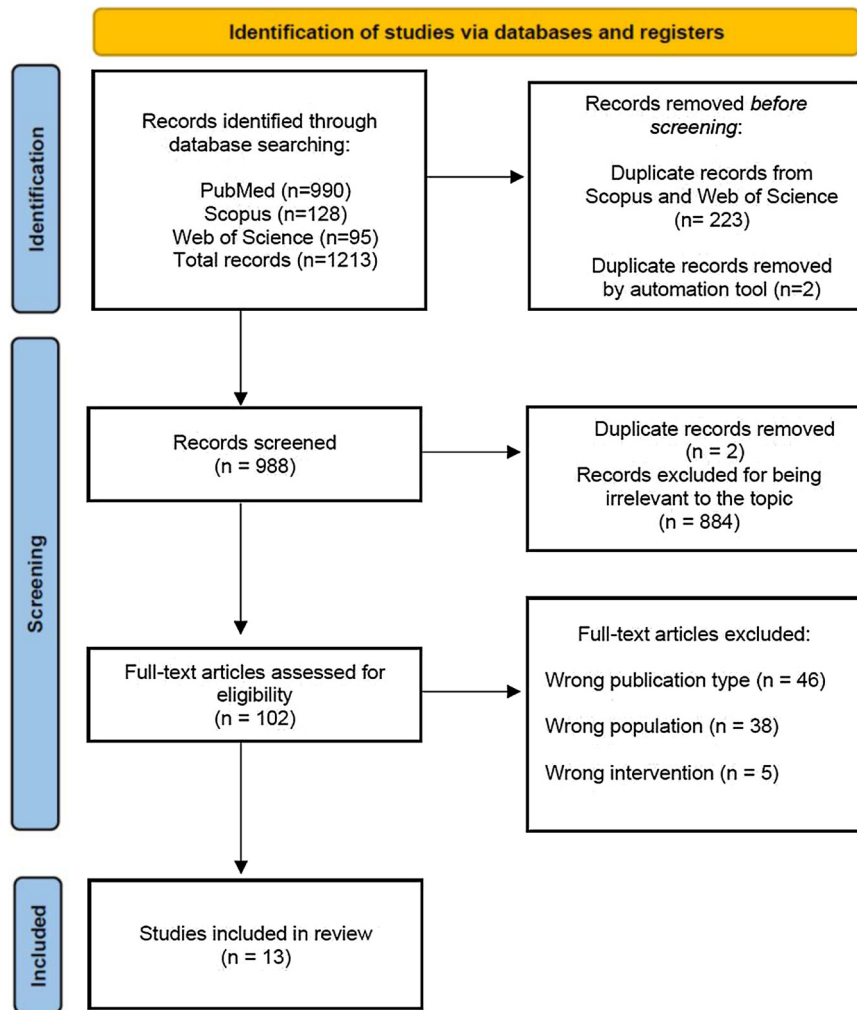 Identification of studies via databases and registers
Identification
Records identified through
database searching:
PubMed (n=990)
Scopus (n=128)
Web of Science (n=95)
Total records (n=1213)
Records removed before
screening:
Duplicate records from
Scopus and Web of Science
(n= 223)
Duplicate records removed
by automation tool (n=2)
Screening
Records screened
(n = 988)
Duplicate records removed
(n = 2)
Records excluded for being
irrelevant to the topic
(n = 884)
Full-text articles assessed for
eligibility
(n = 102)
Full-text articles excluded:
Wrong publication type (n = 46)
Wrong population (n = 38)
Wrong intervention (n = 5)
Included
Studies included in review
(n = 13)